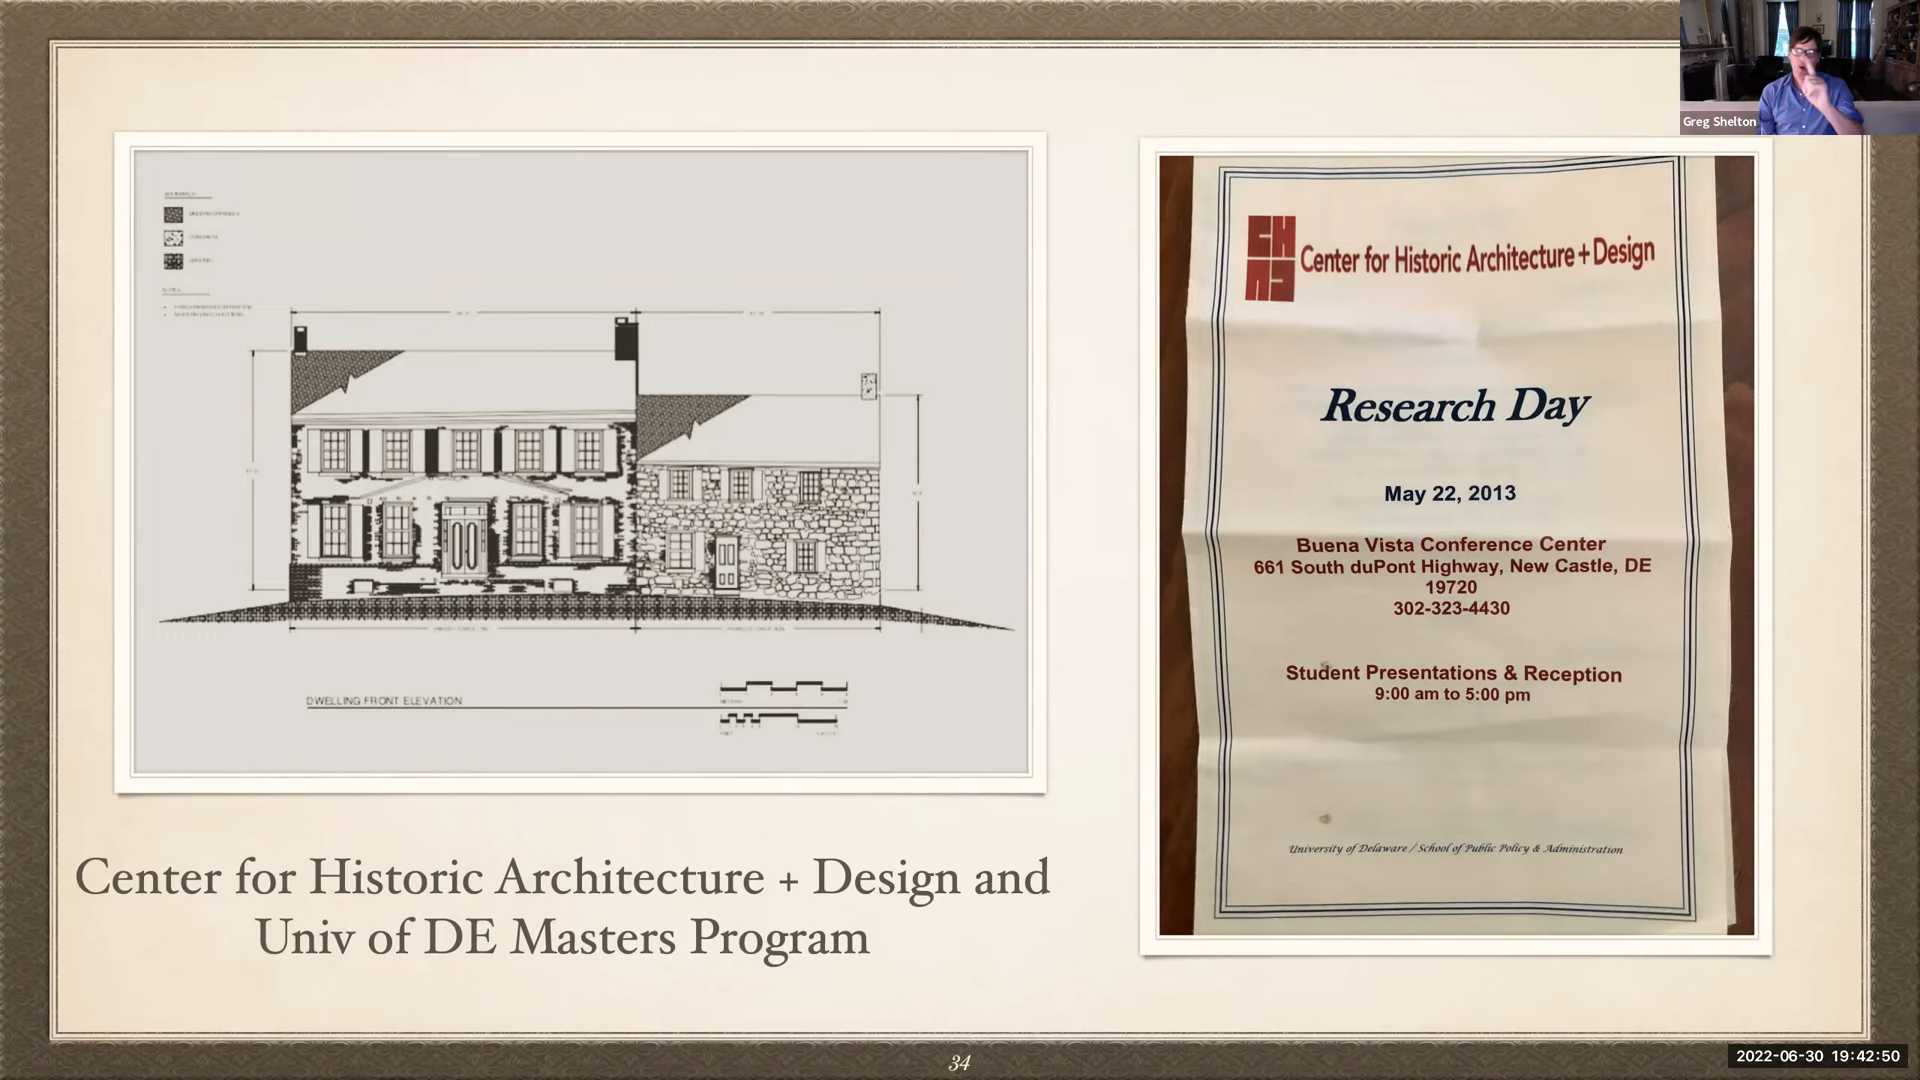 Greg Shelton
DWELLING FRONT ELEVATION
CHAD
Center for Historic Architecture + Design
Research Day
May 22, 2013
Buena Vista Conference Center
661 South duPont Highway, New Castle, DE
19720
302-323-4430
Student Presentations & Reception
9:00 am to 5:00 pm
University of Delaware / School of Public Policy & Administration
Center for Historic Architecture + Design and
Univ of DE Masters Program
34
2022-06-30 19:42:50